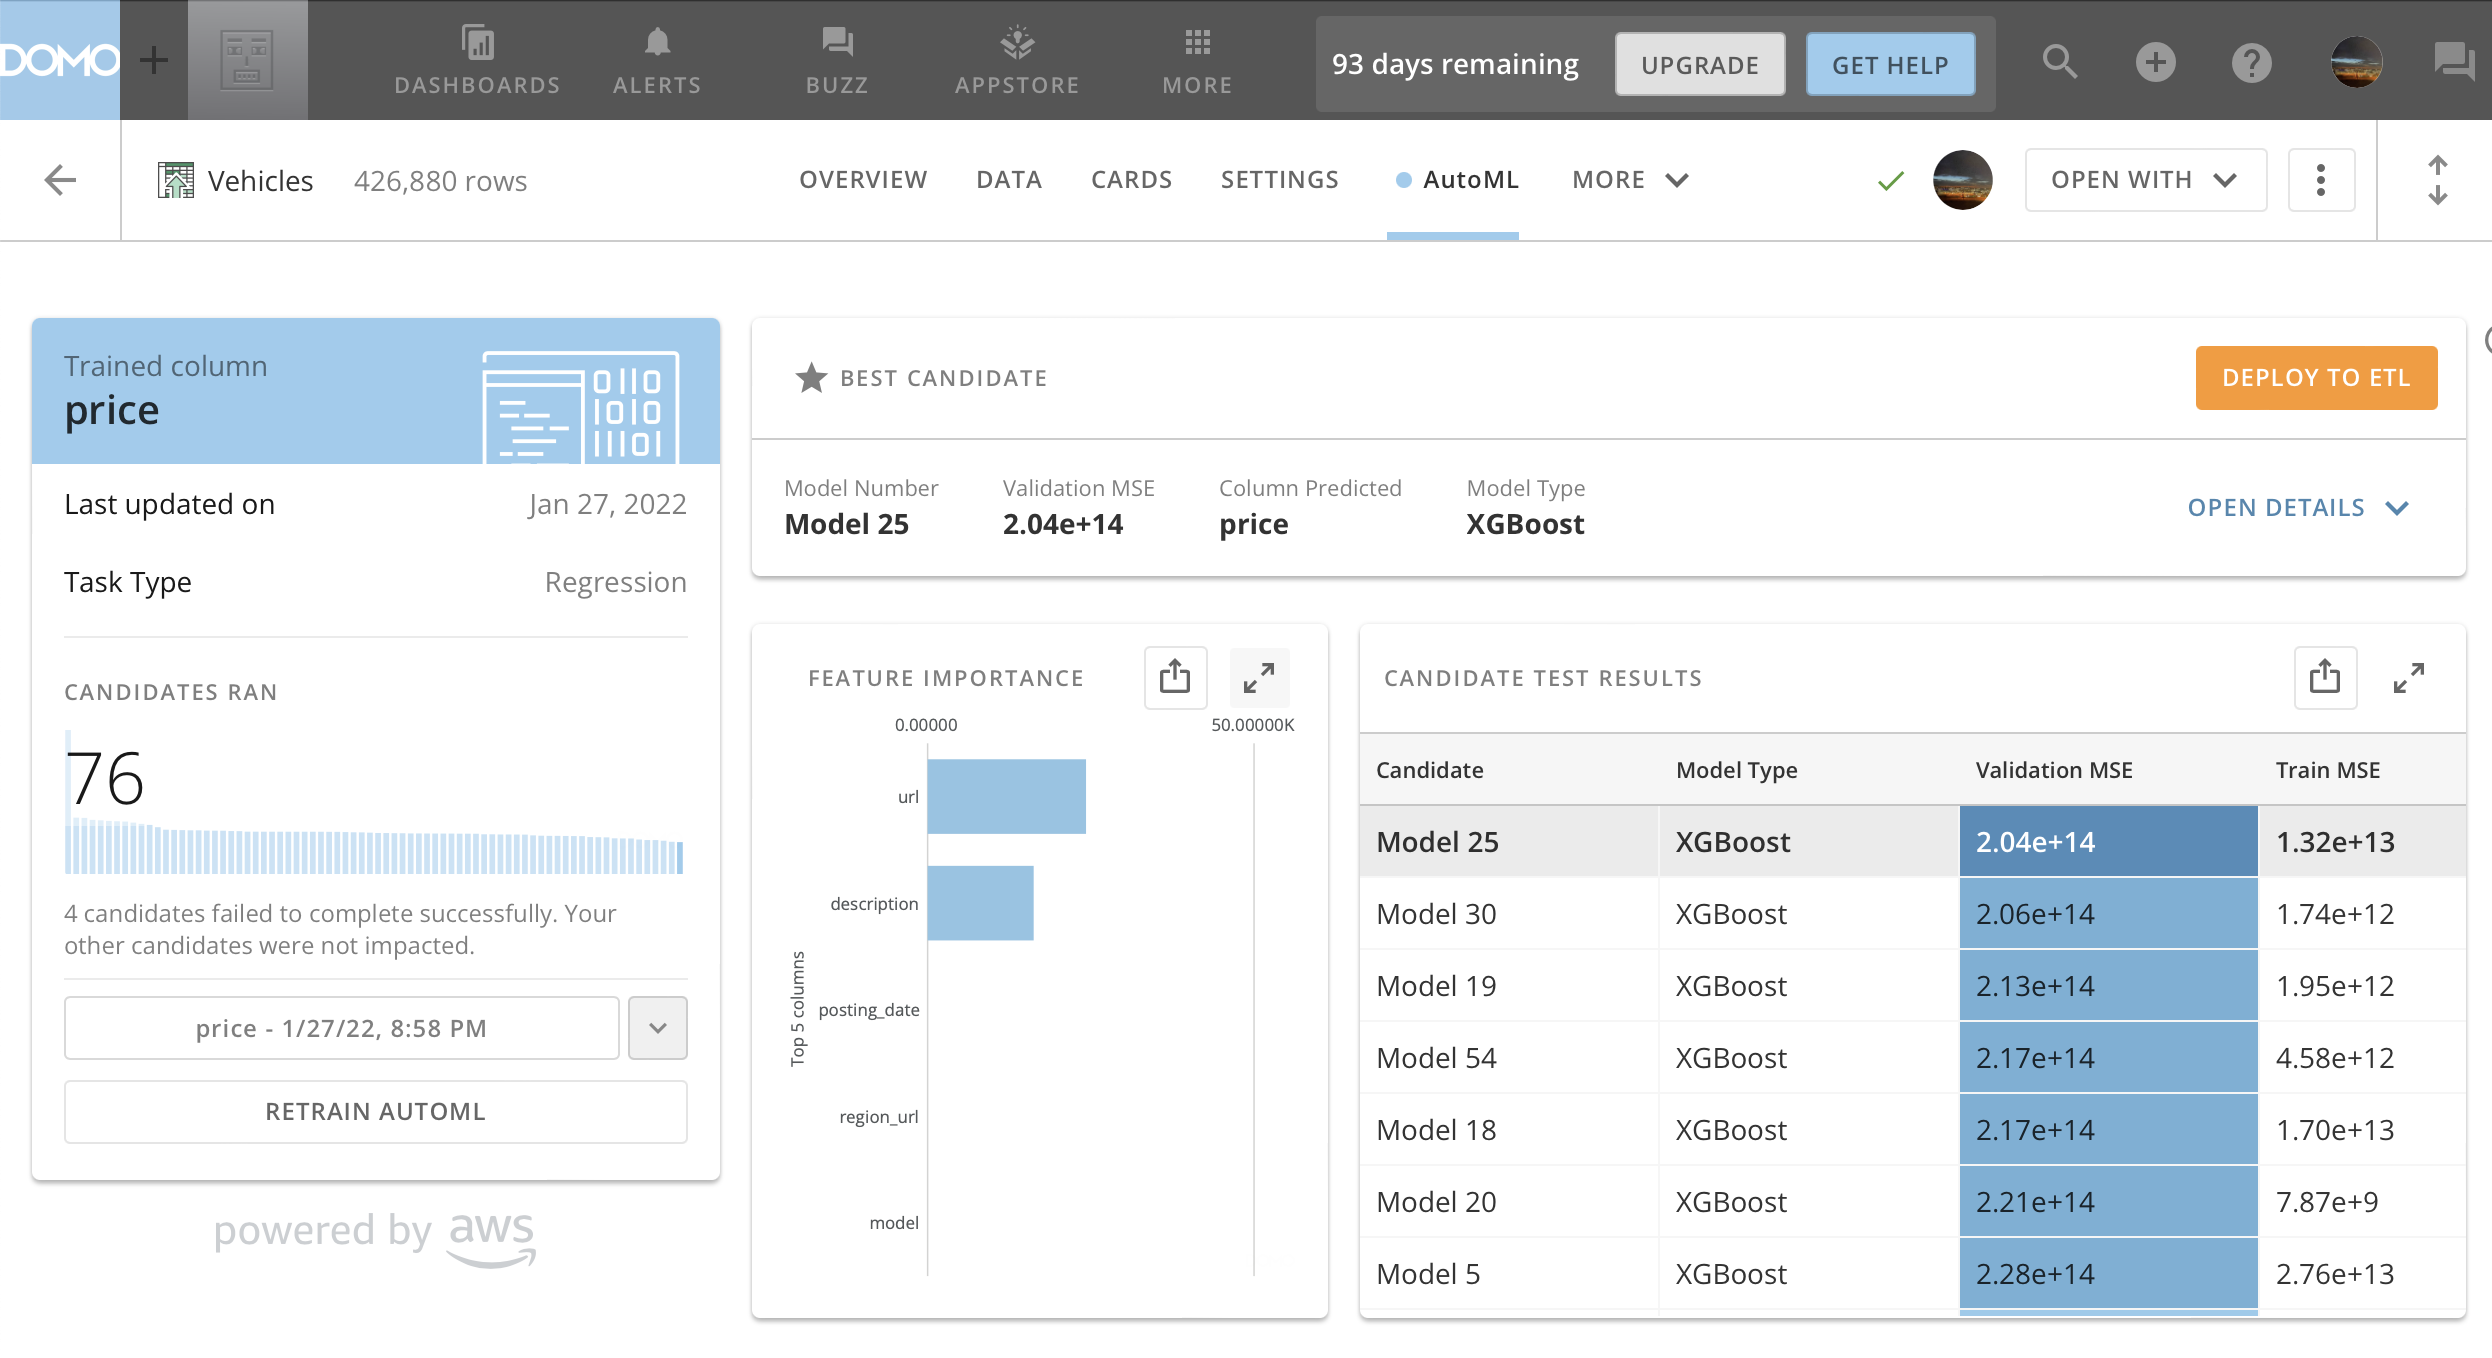 DOMO
DASHBOARDS
ALERTS
BUZZ
APPSTORE
MORE
93 days remaining
UPGRADE
GET HELP
Vehicles
426,880 rows
OVERVIEW
DATA
CARDS
SETTINGS
AutoML
MORE
OPEN WITH
Trained column
price
Last updated on Jan 27, 2022
Task Type Regression
CANDIDATES RAN
76
4 candidates failed to complete successfully. Your
other candidates were not impacted.
price - 1/27/22, 8:58 PM
RETRAIN AUTOML
powered by aws
BEST CANDIDATE
DEPLOY TO ETL
Model Number
Model 25
Validation MSE
2.04e+14
Column Predicted
price
Model Type
XGBoost
OPEN DETAILS
FEATURE IMPORTANCE
0.00000 50.00000K
Top 5 columns
url
description
posting_date
region_url
model
CANDIDATE TEST RESULTS
Candidate Model Type Validation MSE Train MSE
Model 25 XGBoost 2.04e+14 1.32e+13
Model 30 XGBoost 2.06e+14 1.74e+12
Model 19 XGBoost 2.13e+14 1.95e+12
Model 54 XGBoost 2.17e+14 4.58e+12
Model 18 XGBoost 2.17e+14 1.70e+13
Model 20 XGBoost 2.21e+14 7.87e+9
Model 5 XGBoost 2.28e+14 2.76e+13